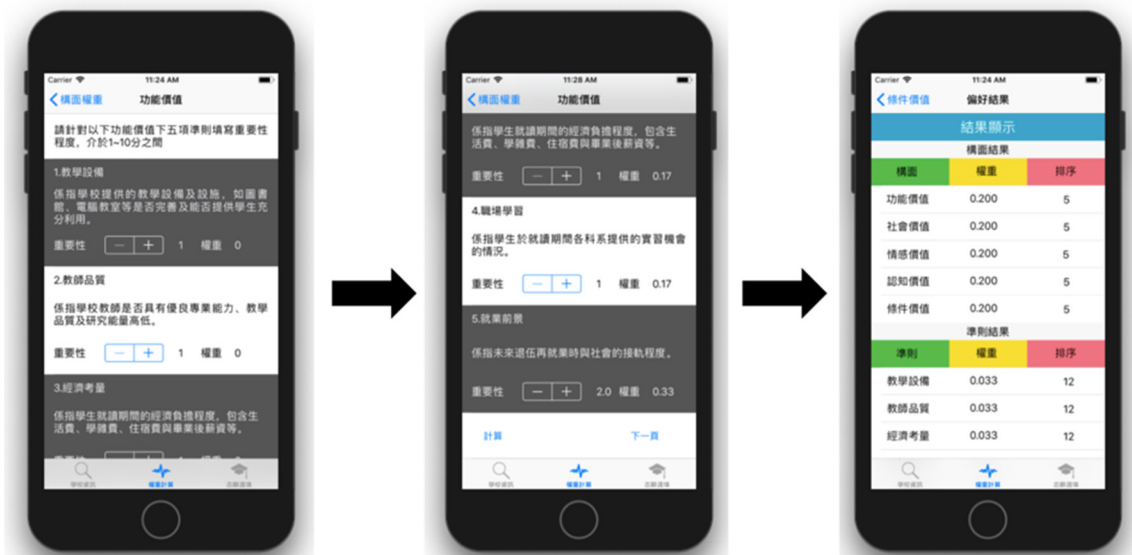 Carrier 11:24 AM
構面權重 功能價值
請針對以下功能價值下五項準則填寫重要性
程度，介於1~10分之間
1.教學設備
係指學校提供的教學設備及設施，如圖書
館、電腦教室等是否完善及能否提供學生充
分利用。
重要性 − + 1 權重 0
2.教師品質
係指學校教師是否具有優良專業能力、教學
品質及研究能量高低。
重要性 − + 1 權重 0
3.經濟考量
係指學生就讀期間的經濟負擔程度，包含生
活費、學雜費、住宿費與畢業後薪資等。
學校資訊 權重計算 志願選填
Carrier 11:28 AM
構面權重 功能價值
係指學生就讀期間的經濟負擔程度，包含生
活費、學雜費、住宿費與畢業後薪資等。
重要性 − + 1 權重 0.17
4.職場學習
係指學生於就讀期間各科系提供的實習機會
的情況。
重要性 − + 1 權重 0.17
5.就業前景
係指未來退伍再就業時與社會的接軌程度。
重要性 − + 2.0 權重 0.33
計算 下一頁
學校資訊 權重計算 志願選填
Carrier 11:24 AM
條件價值 偏好結果
結果顯示
構面結果
構面 權重 排序
功能價值 0.200 5
社會價值 0.200 5
情感價值 0.200 5
認知價值 0.200 5
條件價值 0.200 5
準則結果
準則 權重 排序
教學設備 0.033 12
教師品質 0.033 12
經濟考量 0.033 12
學校資訊 權重計算 志願選填